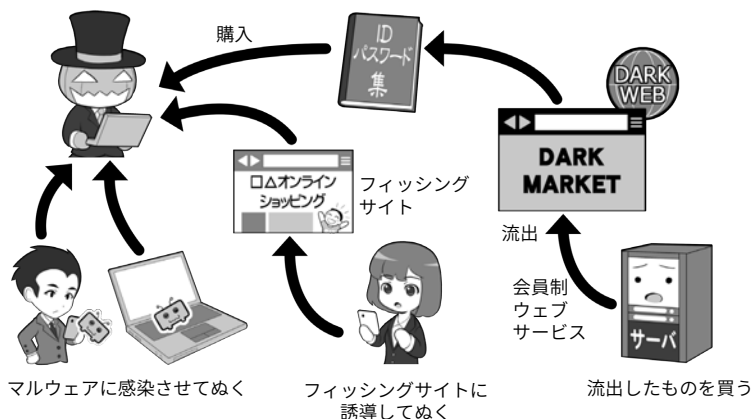 購入
ID
パスワード
集
DARK
WEB
DARK
MARKET
□△オンライン
ショッピング
フィッシング
サイト
流出
会員制
ウェブ
サービス
サーバ
マルウェアに感染させてぬく
フィッシングサイトに
誘導してぬく
流出したものを買う